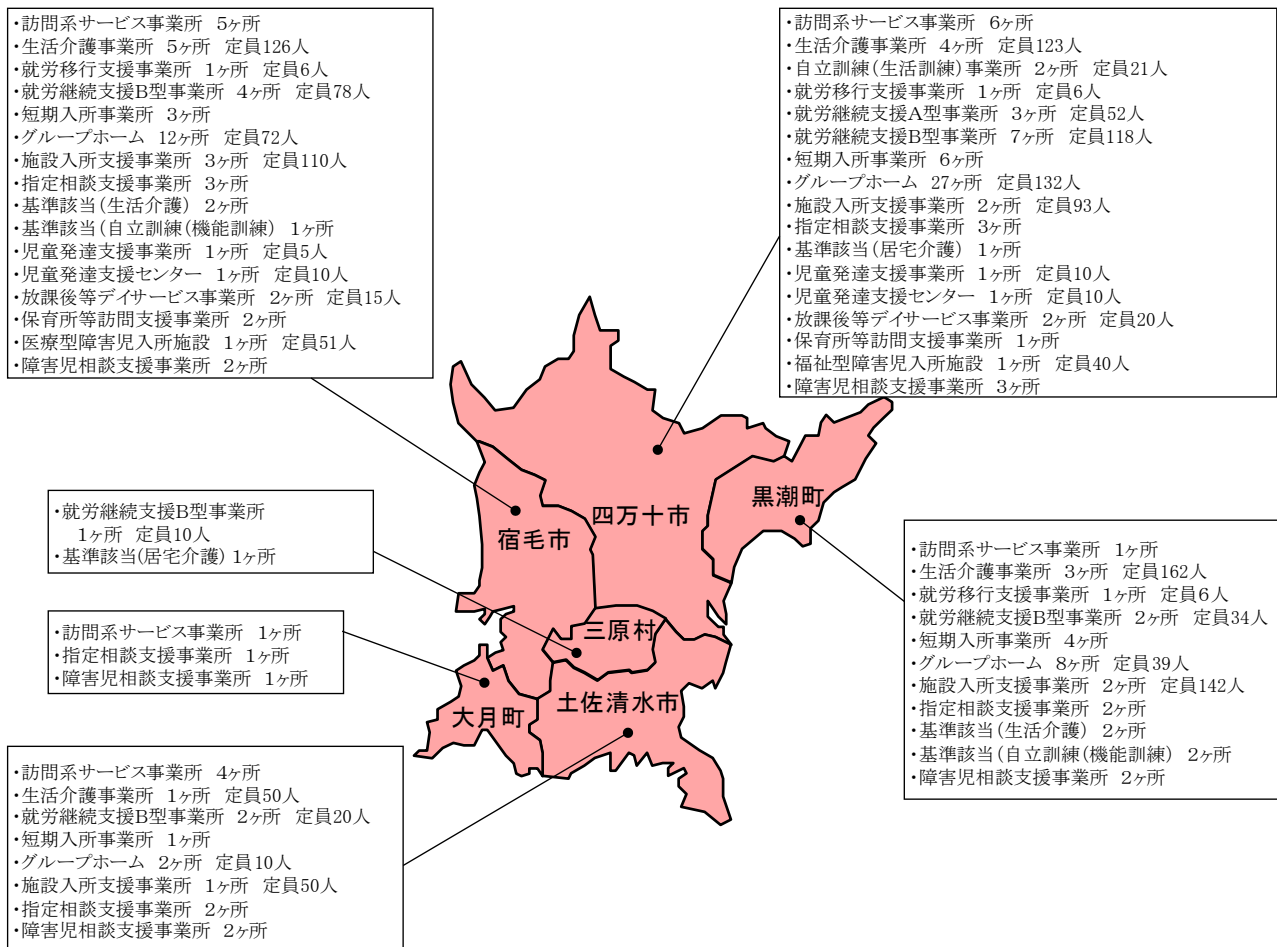 ・訪問系サービス事業所 5ヶ所
・生活介護事業所 5ヶ所 定員126人
・就労移行支援事業所 1ヶ所 定員6人
・就労継続支援B型事業所 4ヶ所 定員78人
・短期入所事業所 3ヶ所
・グループホーム 12ヶ所 定員72人
・施設入所支援事業所 3ヶ所 定員110人
・指定相談支援事業所 3ヶ所
・基準該当(生活介護) 2ヶ所
・基準該当(自立訓練(機能訓練) 1ヶ所
・児童発達支援事業所 1ヶ所 定員5人
・児童発達支援センター 1ヶ所 定員10人
・放課後等デイサービス事業所 2ヶ所 定員15人
・保育所等訪問支援事業所 2ヶ所
・医療型障害児入所施設 1ヶ所 定員51人
・障害児相談支援事業所 2ヶ所
・訪問系サービス事業所 6ヶ所
・生活介護事業所 4ヶ所 定員123人
・自立訓練(生活訓練)事業所 2ヶ所 定員21人
・就労移行支援事業所 1ヶ所 定員6人
・就労継続支援A型事業所 3ヶ所 定員52人
・就労継続支援B型事業所 7ヶ所 定員118人
・短期入所事業所 6ヶ所
・グループホーム 27ヶ所 定員132人
・施設入所支援事業所 2ヶ所 定員93人
・指定相談支援事業所 3ヶ所
・基準該当(居宅介護) 1ヶ所
・児童発達支援事業所 1ヶ所 定員10人
・児童発達支援センター 1ヶ所 定員10人
・放課後等デイサービス事業所 2ヶ所 定員20人
・保育所等訪問支援事業所 1ヶ所
・福祉型障害児入所施設 1ヶ所 定員40人
・障害児相談支援事業所 3ヶ所
黒潮町
四万十市
宿毛市
三原村
土佐清水市
大月町
・就労継続支援B型事業所
1ヶ所 定員10人
・基準該当(居宅介護) 1ヶ所
・訪問系サービス事業所 1ヶ所
・指定相談支援事業所 1ヶ所
・障害児相談支援事業所 1ヶ所
・訪問系サービス事業所 1ヶ所
・生活介護事業所 3ヶ所 定員162人
・就労移行支援事業所 1ヶ所 定員6人
・就労継続支援B型事業所 2ヶ所 定員34人
・短期入所事業所 4ヶ所
・グループホーム 8ヶ所 定員39人
・施設入所支援事業所 2ヶ所 定員142人
・指定相談支援事業所 2ヶ所
・基準該当(生活介護) 2ヶ所
・基準該当(自立訓練(機能訓練) 2ヶ所
・障害児相談支援事業所 2ヶ所
・訪問系サービス事業所 4ヶ所
・生活介護事業所 1ヶ所 定員50人
・就労継続支援B型事業所 2ヶ所 定員20人
・短期入所事業所 1ヶ所
・グループホーム 2ヶ所 定員10人
・施設入所支援事業所 1ヶ所 定員50人
・指定相談支援事業所 2ヶ所
・障害児相談支援事業所 2ヶ所